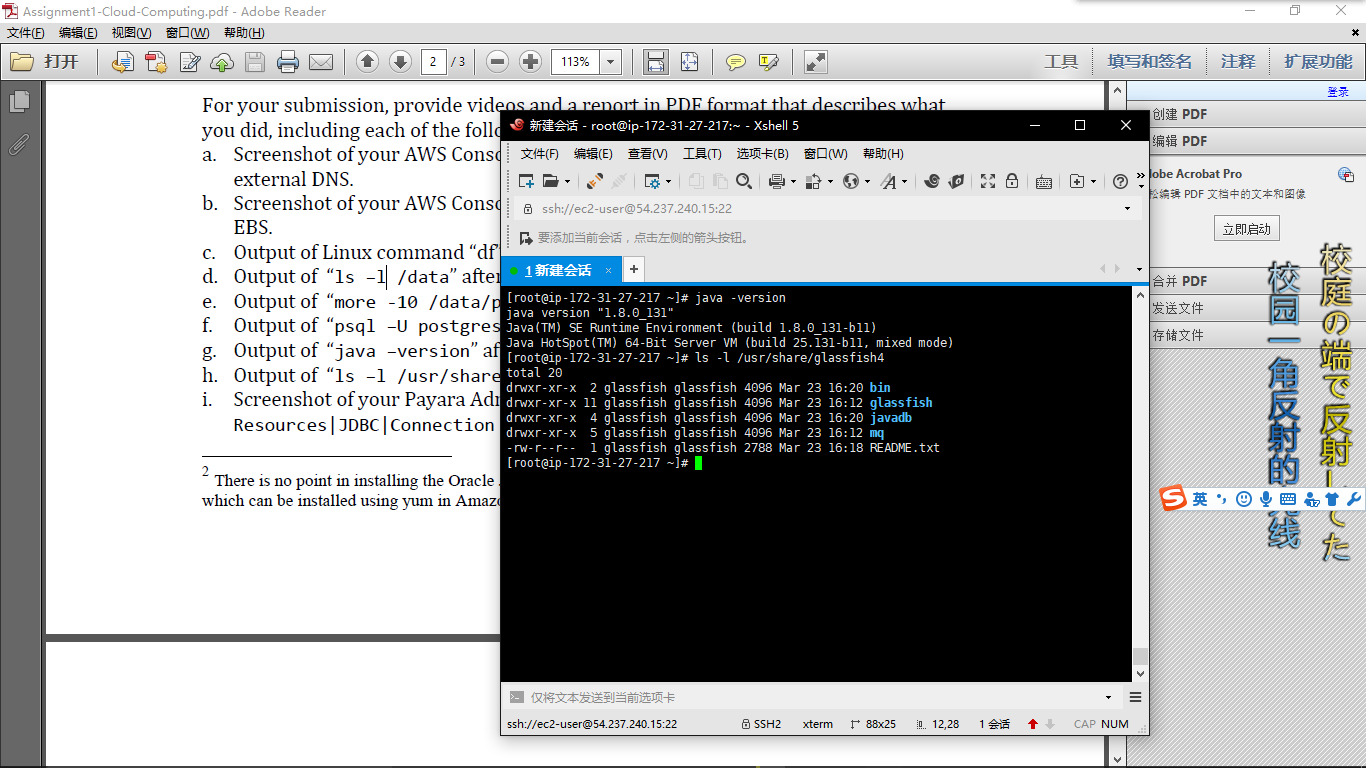 Assignment1-Cloud-Computing.pdf - Adobe Reader
文件(F) 编辑(E) 视图(V) 窗口(W) 帮助(H)
打开 2 / 3 113% 工具 填写和签名 注释 扩展功能
登录
创建 PDF
编辑 PDF
Adobe Acrobat Pro
编辑 PDF 文档中的文本和图像
立即启动
合并 PDF
发送文件
存储文件
For your submission, provide videos and a report in PDF format that describes what
you did, including each of the
a. Screenshot of your AWS
external DNS.
b. Screenshot of your AWS
EBS.
c. Output of Linux command “df”
d. Output of “ls –l /data”
e. Output of “more -10
f. Output of “psql –U
g. Output of “java –version”
h. Output of “ls –l
i. Screenshot of your Payara
Resources|JDBC|Connection
2 There is no point in installing the Oracle
which can be installed using yum in
新建会话 - root@ip-172-31-27-217:~ - Xshell 5
文件(F) 编辑(E) 查看(V) 工具(T) 选项卡(B) 窗口(W) 帮助(H)
ssh://ec2-user@54.237.240.15:22
要添加当前会话，点击左侧的箭头按钮。
1 新建会话 × +
[root@ip-172-31-27-217 ~]# java -version
java version "1.8.0_131"
Java(TM) SE Runtime Environment (build 1.8.0_131-b11)
Java HotSpot(TM) 64-Bit Server VM (build 25.131-b11, mixed mode)
[root@ip-172-31-27-217 ~]# ls -l /usr/share/glassfish4
total 20
drwxr-xr-x  2 glassfish glassfish 4096 Mar 23 16:20 bin
drwxr-xr-x 11 glassfish glassfish 4096 Mar 23 16:12 glassfish
drwxr-xr-x  4 glassfish glassfish 4096 Mar 23 16:20 javadb
drwxr-xr-x  5 glassfish glassfish 4096 Mar 23 16:12 mq
-rw-r--r--  1 glassfish glassfish 2788 Mar 23 16:18 README.txt
[root@ip-172-31-27-217 ~]#
仅将文本发送到当前选项卡
ssh://ec2-user@54.237.240.15:22 SSH2 xterm 88x25 12,28 1 会话 CAP NUM
校庭の端で反射してた
校园一角反射的 线
英